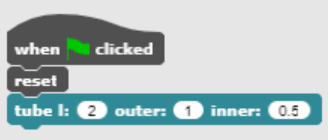 when clicked
reset
tube l: 2 outer: 1 inner: 0.5